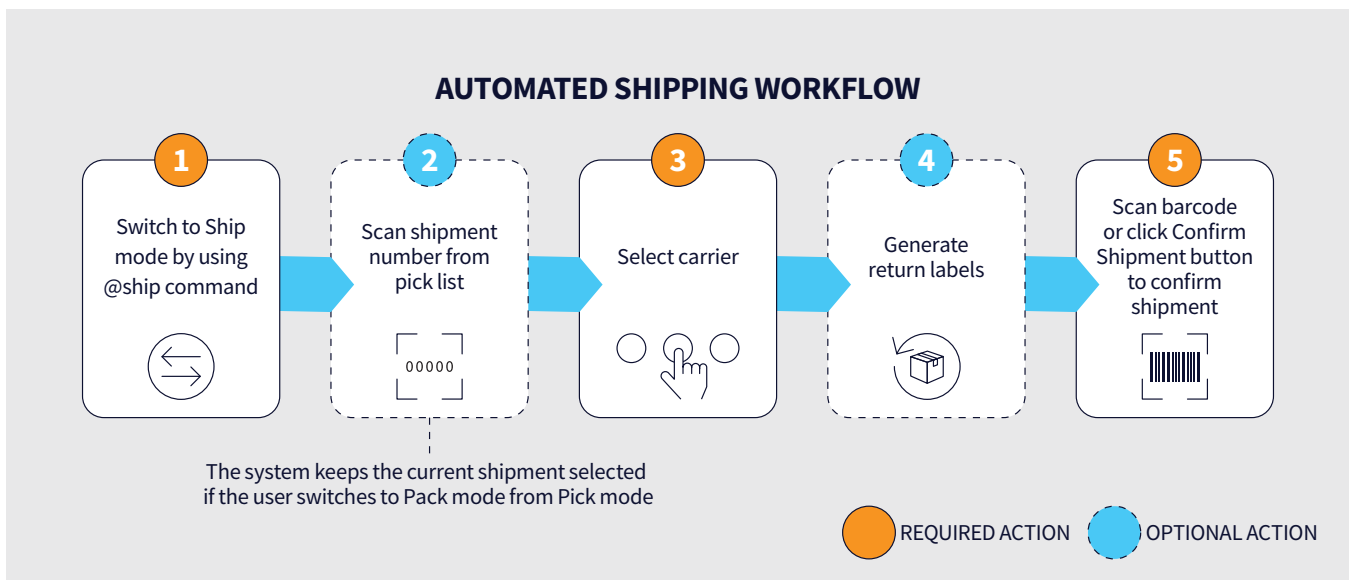 AUTOMATED SHIPPING WORKFLOW
1
Switch to Ship
mode by using
@ship command
2
Scan shipment
number from
pick list
00000
3
Select carrier
4
Generate
return labels
5
Scan barcode
or click Confirm
Shipment button
to confirm
shipment
The system keeps the current shipment selected
if the user switches to Pack mode from Pick mode
REQUIRED ACTION
OPTIONAL ACTION